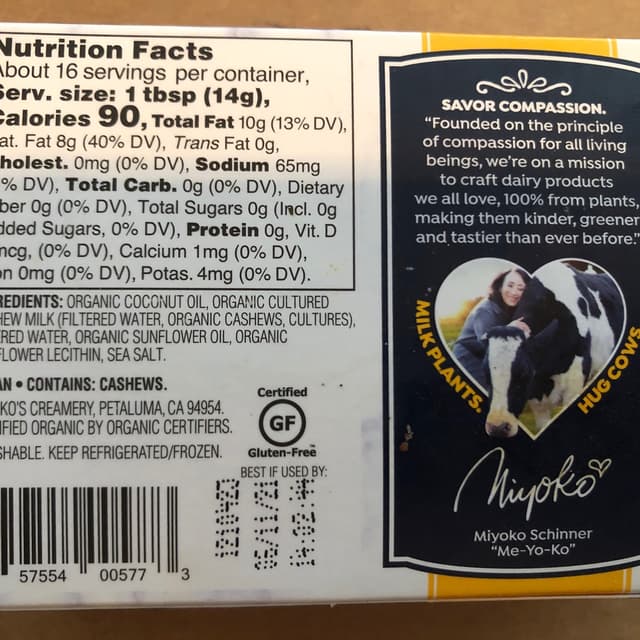 Nutrition Facts
About 16 servings per container,
Serv. size: 1 tbsp (14g),
Calories 90, Total Fat 10g (13% DV),
Sat. Fat 8g (40% DV), Trans Fat 0g,
Cholest. 0mg (0% DV), Sodium 65mg
% DV), Total Carb. 0g (0% DV), Dietary
ber 0g (0% DV), Total Sugars 0g (Incl. 0g
dded Sugars, 0% DV), Protein 0g, Vit. D
mcg, (0% DV), Calcium 1mg (0% DV),
on 0mg (0% DV), Potas. 4mg (0% DV).
REDIENTS: ORGANIC COCONUT OIL, ORGANIC CULTURED
HEW MILK (FILTERED WATER, ORGANIC CASHEWS, CULTURES),
RED WATER, ORGANIC SUNFLOWER OIL, ORGANIC
FLOWER LECITHIN, SEA SALT.
AN • CONTAINS: CASHEWS.
KO'S CREAMERY, PETALUMA, CA 94954.
IFIED ORGANIC BY ORGANIC CERTIFIERS.
SHABLE. KEEP REFRIGERATED/FROZEN.
Certified
GF
Gluten-Free™
BEST IF USED BY:
05/11/21
57554 00577 3
SAVOR COMPASSION.
"Founded on the principle
of compassion for all living
beings, we're on a mission
to craft dairy products
we all love, 100% from plants,
making them kinder, greener
and tastier than ever before."
MILK PLANTS.
HUG COWS.
Miyoko
Miyoko Schinner
"Me-Yo-Ko"